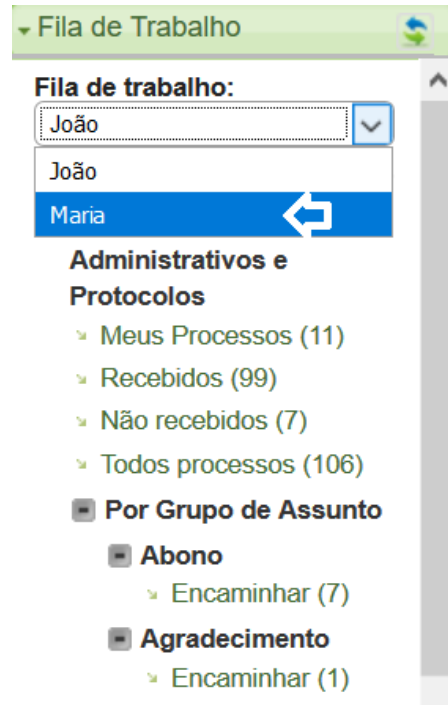 Fila de Trabalho
Fila de trabalho:
João
João
Maria
Administrativos e
Protocolos
Meus Processos (11)
Recebidos (99)
Não recebidos (7)
Todos processos (106)
Por Grupo de Assunto
Abono
Encaminhar (7)
Agradecimento
Encaminhar (1)